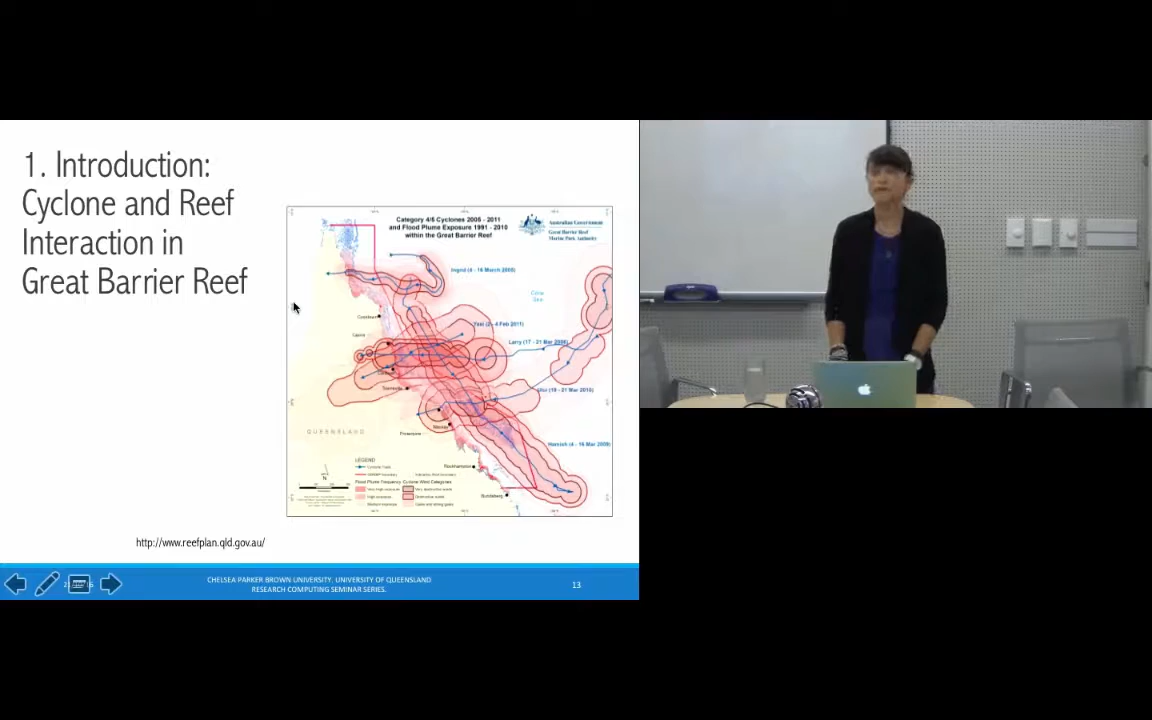 1. Introduction:
Cyclone and Reef
Interaction in
Great Barrier Reef
Category 4/5 Cyclones 2005 - 2011
and Flood Plume Exposure 1991 - 2010
within the Great Barrier Reef
Australian Government
Great Barrier Reef
Marine Park Authority
Ingrid (4 - 16 March 2005)
Coral
Sea
Cooktown
Yasi (2 - 4 Feb 2011)
Cairns
Larry (17 - 21 Mar 2006)
Townsville
Ului (19 - 21 Mar 2010)
Mackay
QUEENSLAND
Proserpine
Hamish (4 - 16 Mar 2009)
LEGEND
Rockhampton
Cyclone Track
GBRMP boundary
Flood Plume Frequency
Cyclone Wind Categories
Very high exposure
Very destructive winds
High exposure
Destructive winds
Medium exposure
Gales and strong gales
Bundaberg
N
http://www.reefplan.qld.gov.au/
CHELSEA PARKER BROWN UNIVERSITY. UNIVERSITY OF QUEENSLAND
RESEARCH COMPUTING SEMINAR SERIES.
13